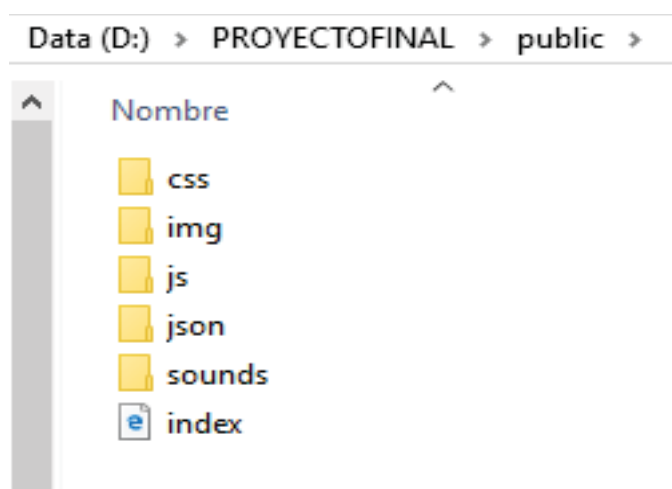 Data (D:) > PROYECTOFINAL > public >
Nombre
css
img
js
json
sounds
index